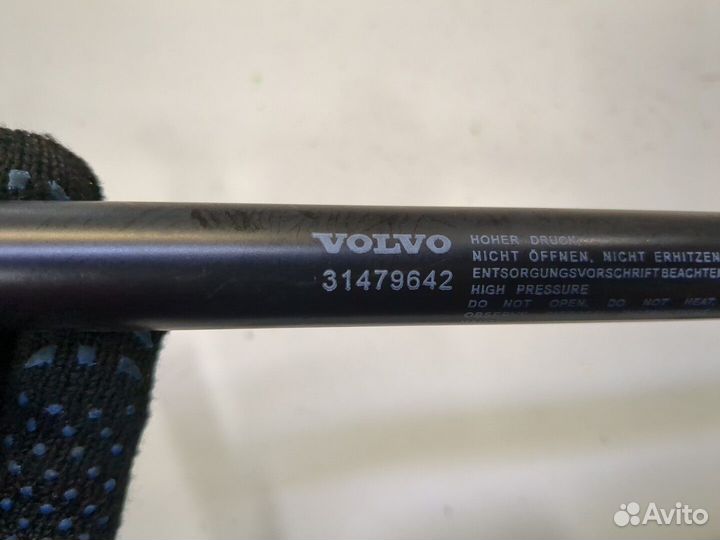 VOLVO
31479642
HOHER DRUCK
NICHT ÖFFNEN, NICHT ERHITZEN
ENTSORGUNGSVORSCHRIFT BEACHTEN
HIGH PRESSURE
DO NOT OPEN, DO NOT HEAT
Avito